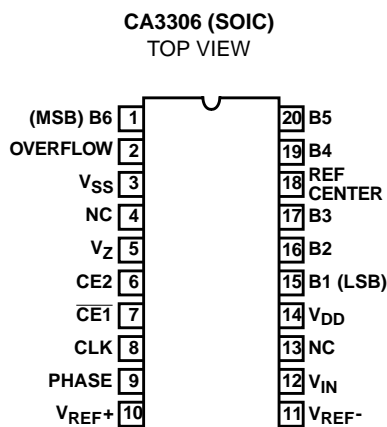 CA3306 (SOIC)
TOP VIEW
(MSB) B6 1
OVERFLOW 2
VSS 3
NC 4
VZ 5
CE2 6
C̅E̅1̅ 7
CLK 8
PHASE 9
VREF+ 10
20 B5
19 B4
18 REF
CENTER
17 B3
16 B2
15 B1 (LSB)
14 VDD
13 NC
12 VIN
11 VREF-